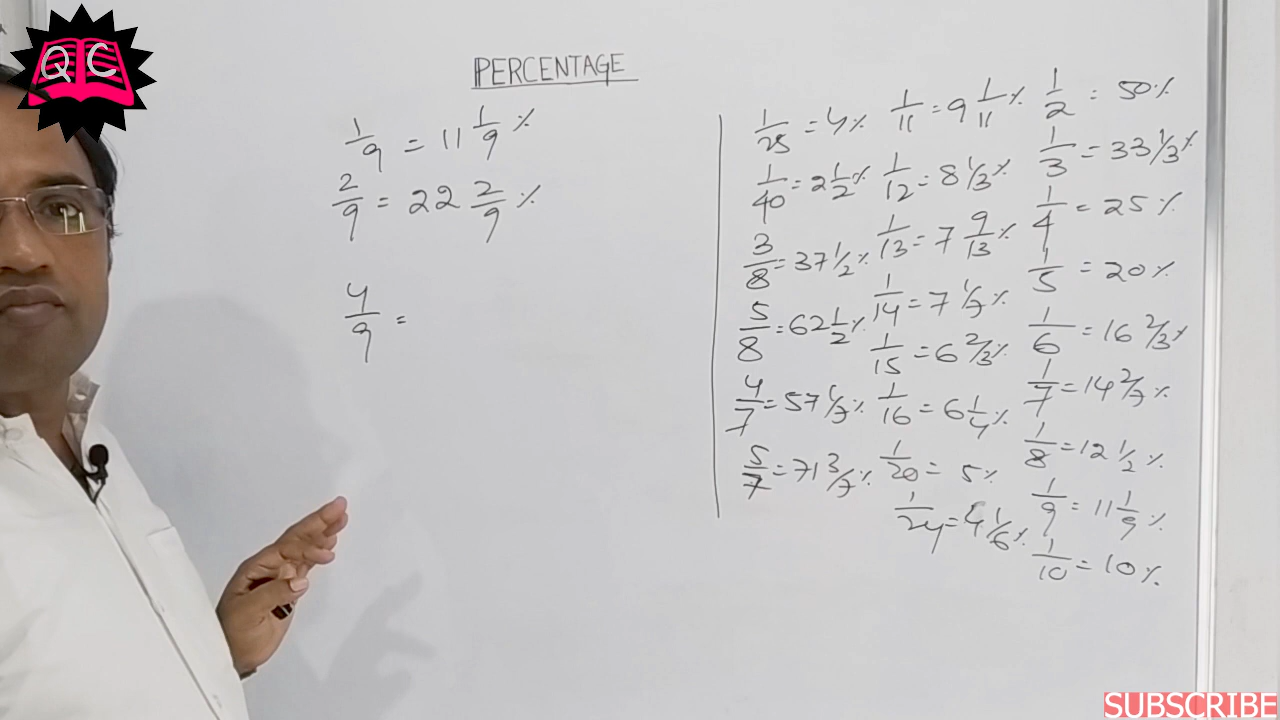 QC
PERCENTAGE
1/9 = 11 1/9 %
2/9 = 22 2/9 %
4/9 =
1/25 = 4%
1/40 = 2 1/2 %
3/8 = 37 1/2 %
5/8 = 62 1/2 %
4/7 = 57 1/7 %
5/7 = 71 3/7 %
1/11 = 9 1/11 %
1/12 = 8 1/3 %
1/13 = 7 9/13 %
1/14 = 7 1/7 %
1/15 = 6 2/3 %
1/16 = 6 1/4 %
1/20 = 5%
1/24 = 4 1/6 %
1/2 = 50%
1/3 = 33 1/3 %
1/4 = 25%
1/5 = 20%
1/6 = 16 2/3 %
1/7 = 14 2/7 %
1/8 = 12 1/2 %
1/9 = 11 1/9 %
1/10 = 10%
SUBSCRIBE